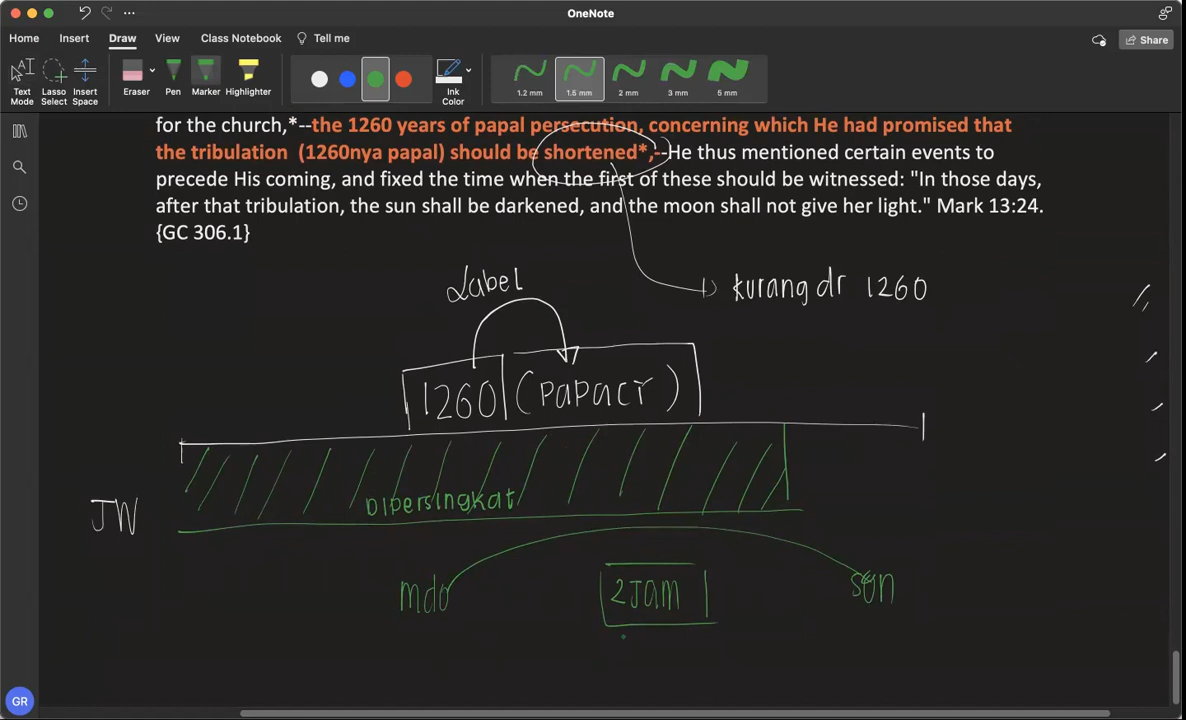 OneNote
Home Insert Draw View Class Notebook Tell me Share
Text Mode Lasso Select Insert Space Eraser Pen Marker Highlighter Ink Color 1.2 mm 1.5 mm 2 mm 3 mm 5 mm
for the church,*--the 1260 years of papal persecution, concerning which He had promised that
the tribulation (1260nya papal) should be shortened*,--He thus mentioned certain events to
precede His coming, and fixed the time when the first of these should be witnessed: "In those days,
after that tribulation, the sun shall be darkened, and the moon shall not give her light." Mark 13:24.
{GC 306.1}
Label
kurang dr 1260
1260 (PAPACY)
Dipersingkat
JW
mdo 2Jam
GR